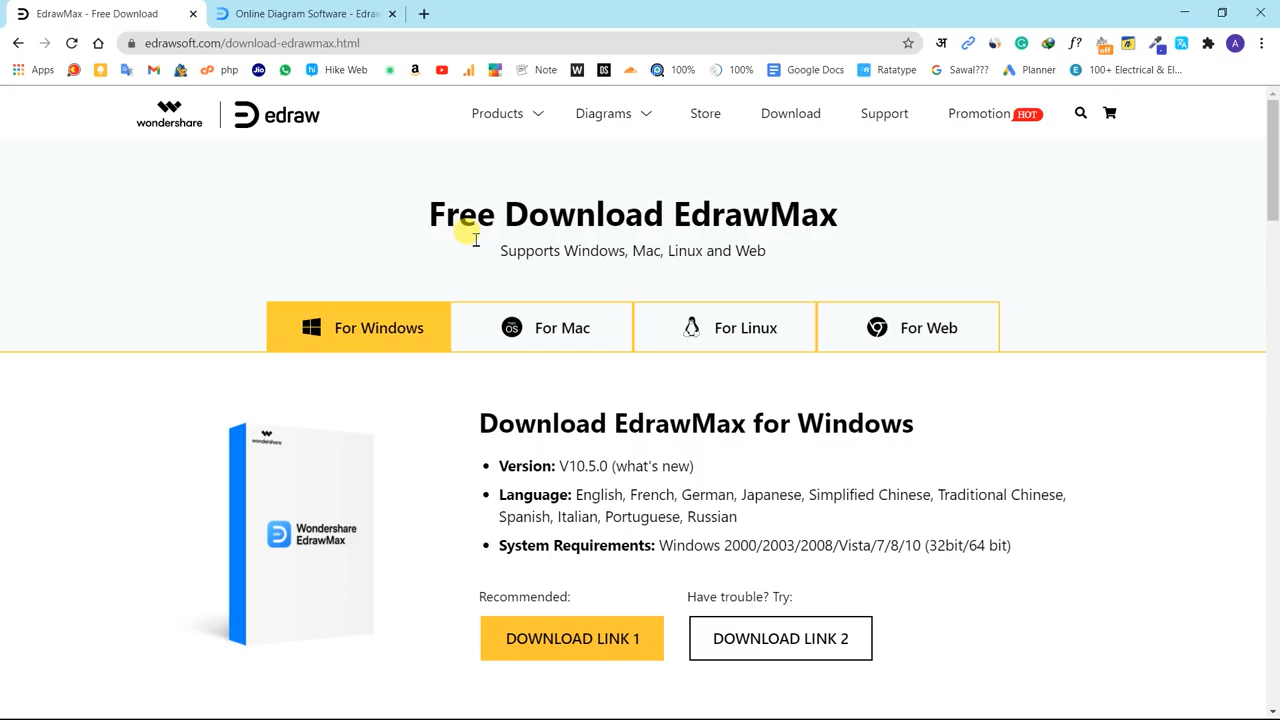 EdrawMax - Free Download
Online Diagram Software - Edraw
edrawsoft.com/download-edrawmax.html
Apps
php
Hike Web
Note
100%
100%
Google Docs
Ratatype
Sawal???
Planner
100+ Electrical & El...
wondershare
edraw
Products
Diagrams
Store
Download
Support
Promotion HOT
Free Download EdrawMax
Supports Windows, Mac, Linux and Web
For Windows
For Mac
For Linux
For Web
Download EdrawMax for Windows
• Version: V10.5.0 (what's new)
• Language: English, French, German, Japanese, Simplified Chinese, Traditional Chinese,
Spanish, Italian, Portuguese, Russian
• System Requirements: Windows 2000/2003/2008/Vista/7/8/10 (32bit/64 bit)
wondershare
Wondershare
EdrawMax
Recommended:
Have trouble? Try:
DOWNLOAD LINK 1
DOWNLOAD LINK 2